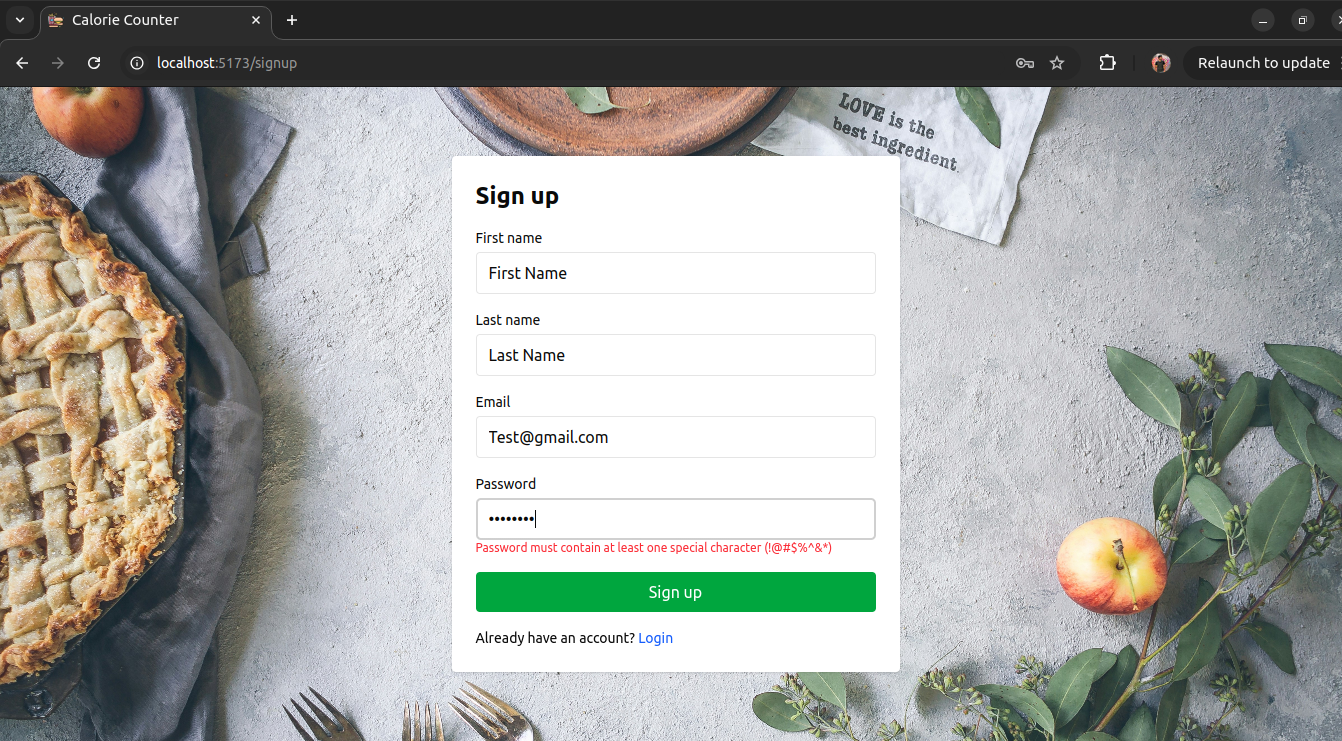 Calorie Counter
localhost:5173/signup
Relaunch to update
LOVE is the
best ingredient.
Sign up
First name
First Name
Last name
Last Name
Email
Test@gmail.com
Password
••••••••
Password must contain at least one special character (!@#$%^&*)
Sign up
Already have an account? Login